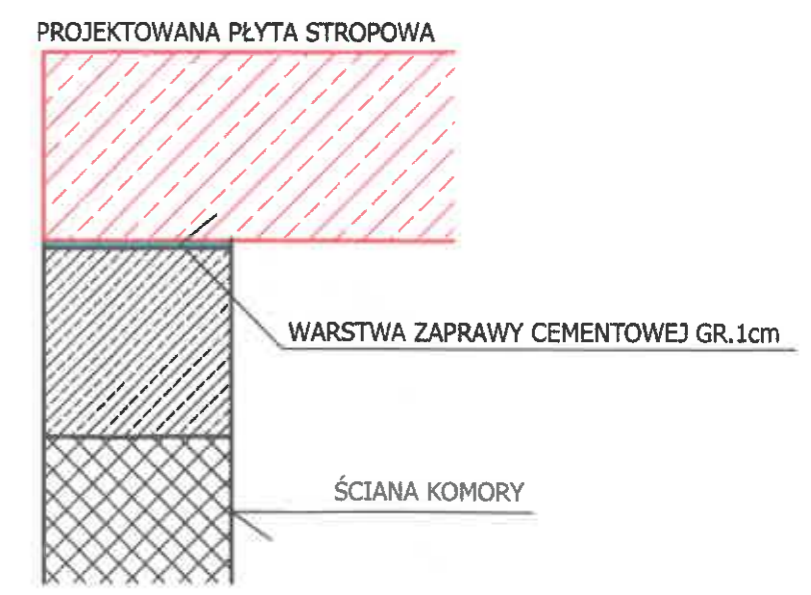 PROJEKTOWANA PŁYTA STROPOWA
WARSTWA ZAPRAWY CEMENTOWEJ GR.1cm
ŚCIANA KOMORY